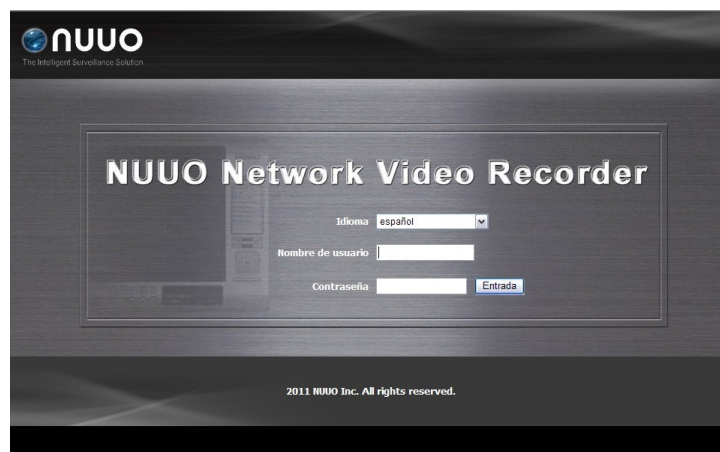 NUUO
The Intelligent Surveillance Solution
NUUO Network Video Recorder
Idioma español
Nombre de usuario
Contraseña Entrada
2011 NUUO Inc. All rights reserved.